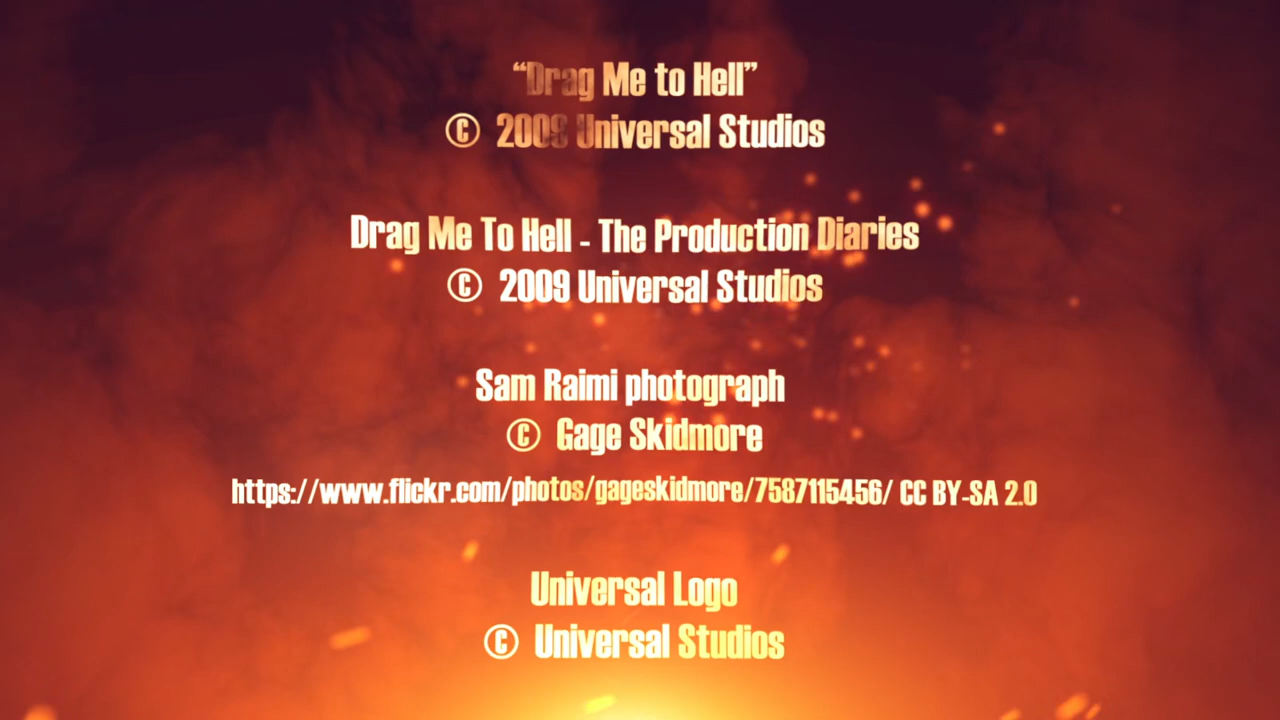 “Drag Me to Hell”
© 2009 Universal Studios
Drag Me To Hell - The Production Diaries
© 2009 Universal Studios
Sam Raimi photograph
© Gage Skidmore
https://www.flickr.com/photos/gageskidmore/7587115456/ CC BY-SA 2.0
Universal Logo
© Universal Studios